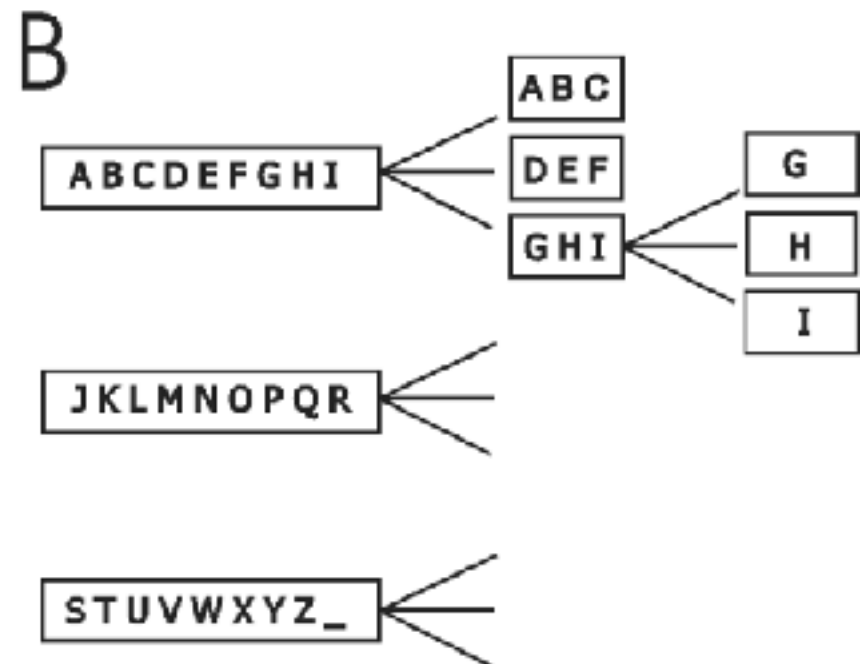 B
ABCDEFGHI
ABC
DEF
GHI
G
H
I
JKLMNOPQR
STUVWXYZ_